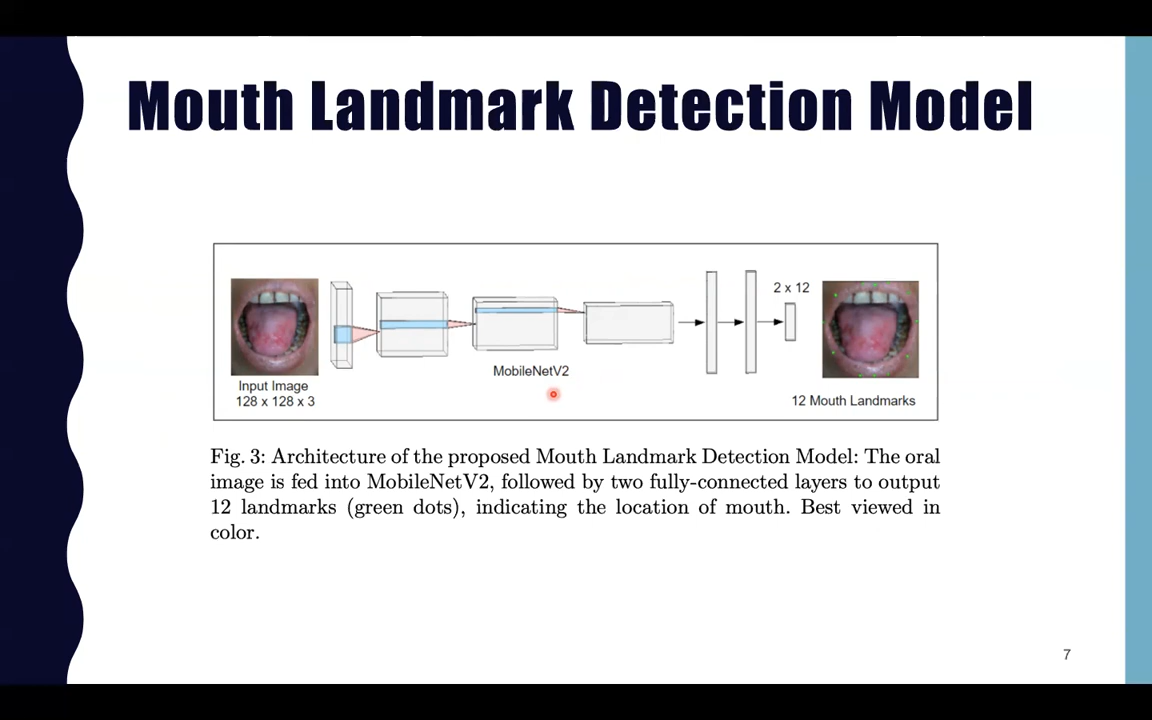 Mouth Landmark Detection Model
2 x 12
MobileNetV2
Input Image
128 x 128 x 3
12 Mouth Landmarks
Fig. 3: Architecture of the proposed Mouth Landmark Detection Model: The oral
image is fed into MobileNetV2, followed by two fully-connected layers to output
12 landmarks (green dots), indicating the location of mouth. Best viewed in
color.
7